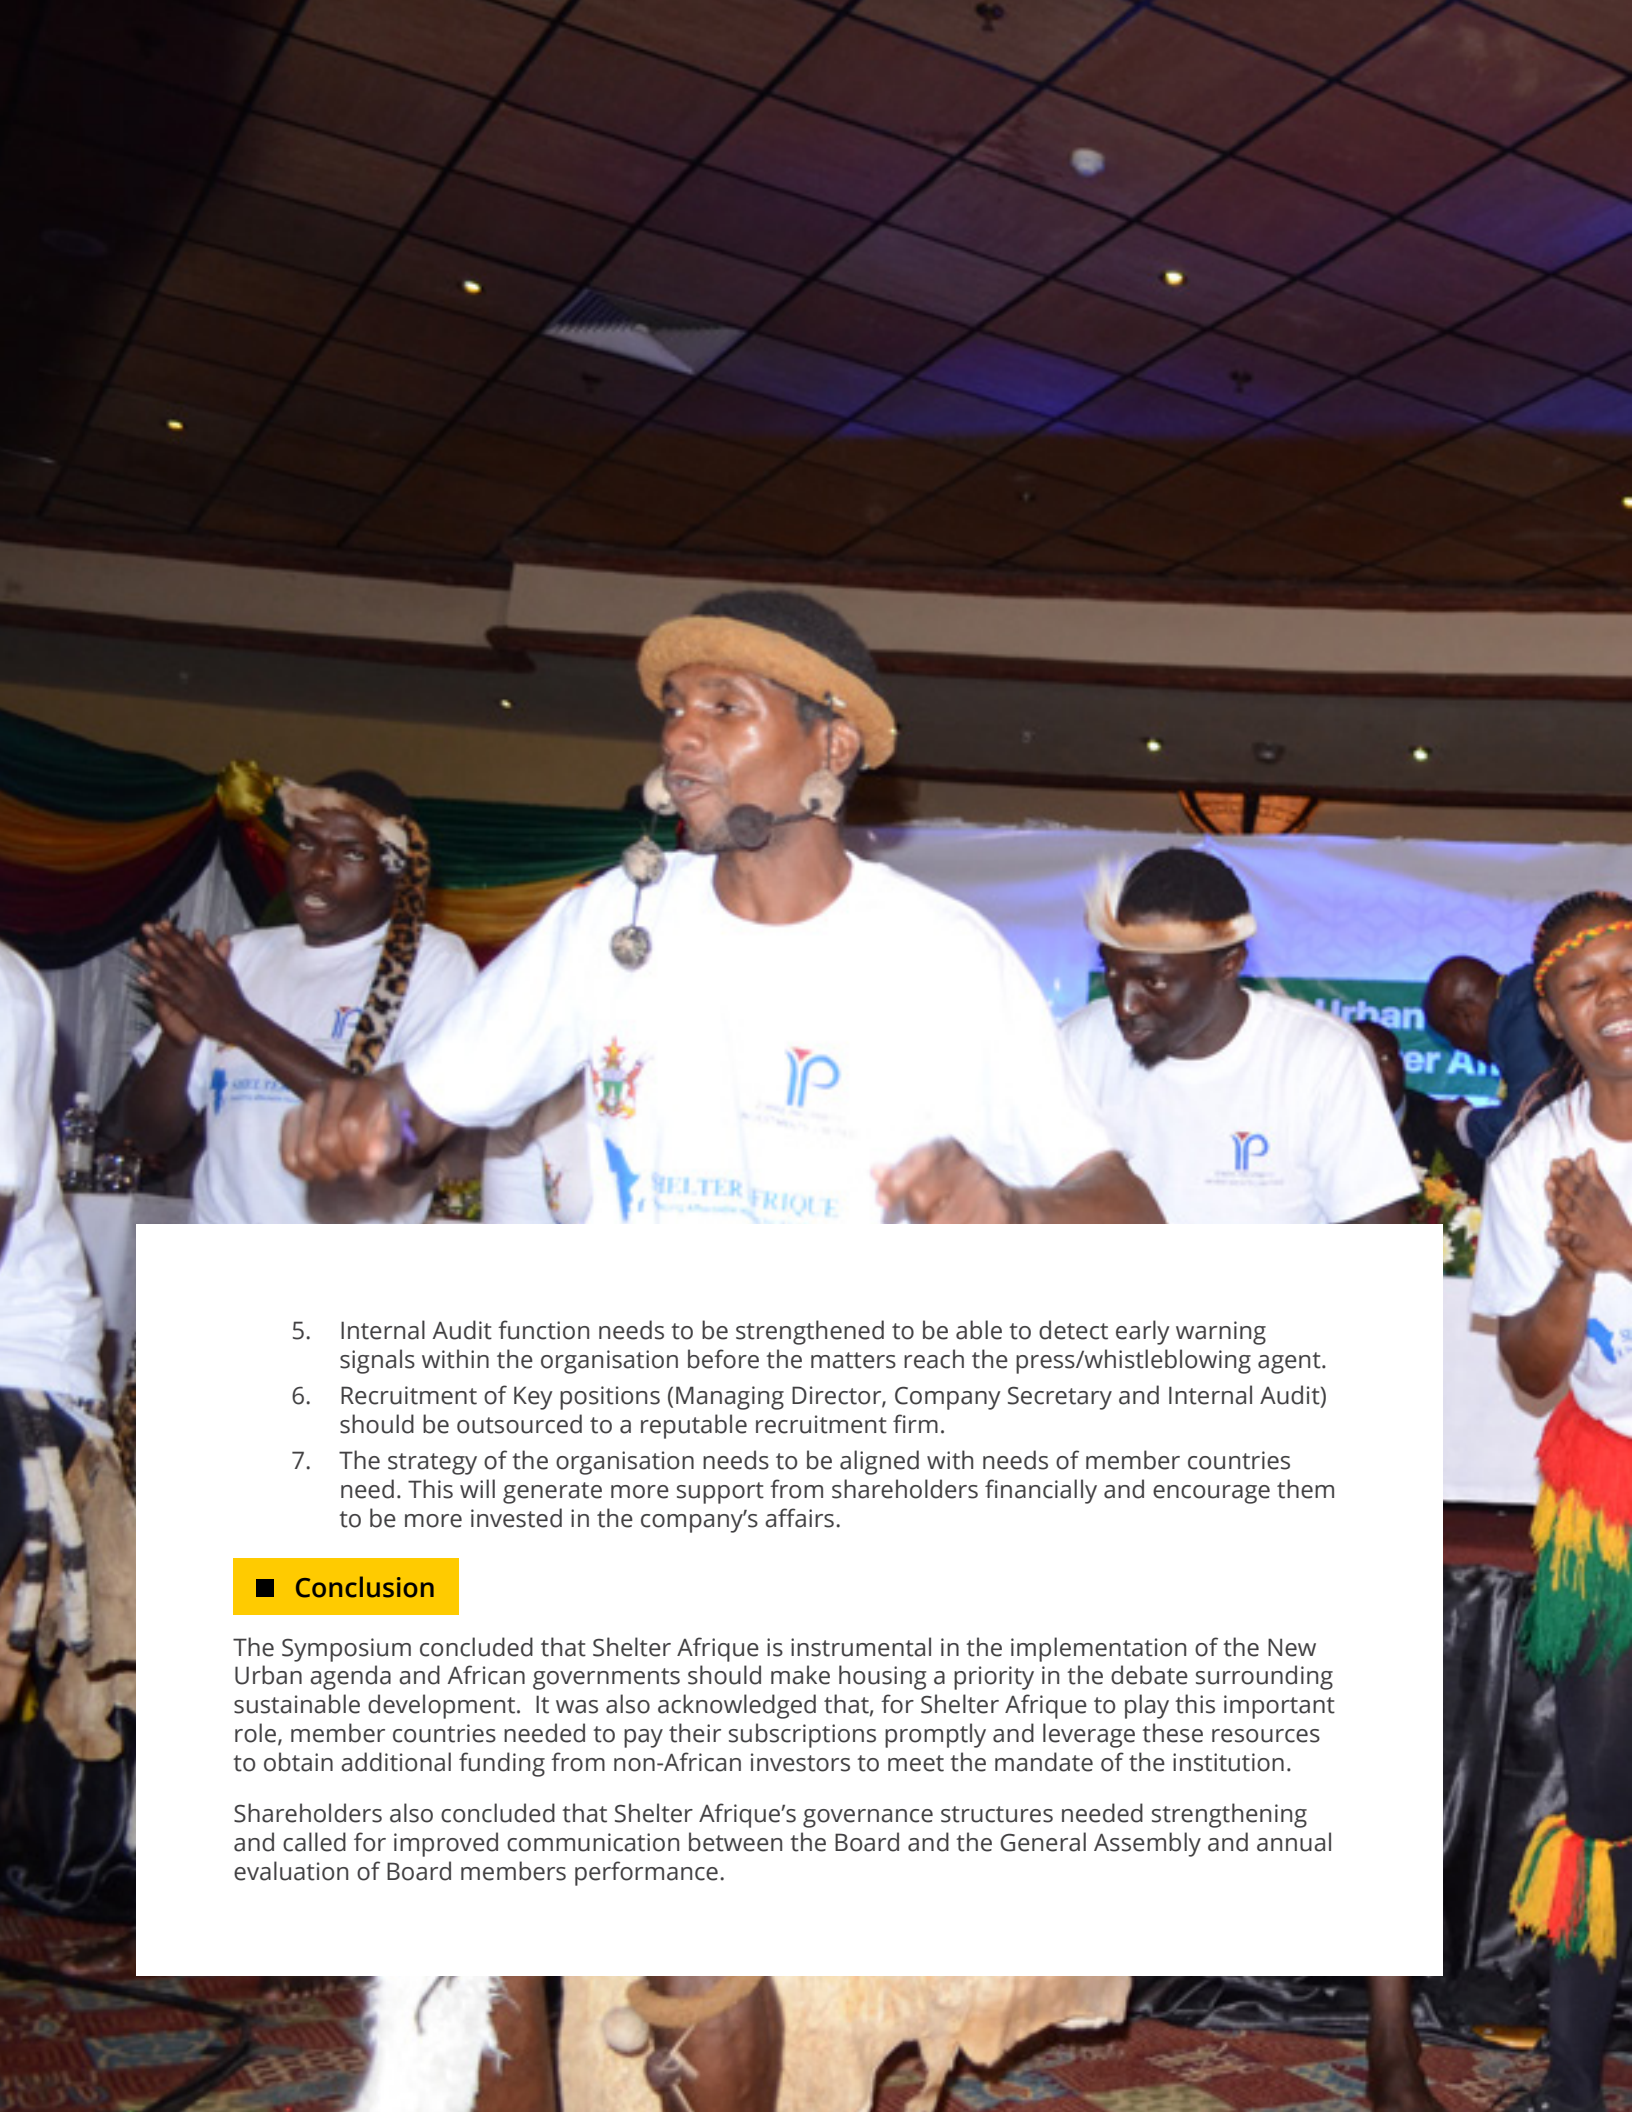 Urban
er
SHELTER
SHELTER FRIQUE
5. Internal Audit function needs to be strengthened to be able to detect early warning
signals within the organisation before the matters reach the press/whistleblowing agent.
6. Recruitment of Key positions (Managing Director, Company Secretary and Internal Audit)
should be outsourced to a reputable recruitment firm.
7. The strategy of the organisation needs to be aligned with needs of member countries
need. This will generate more support from shareholders financially and encourage them
to be more invested in the company’s affairs.
Conclusion
The Symposium concluded that Shelter Afrique is instrumental in the implementation of the New
Urban agenda and African governments should make housing a priority in the debate surrounding
sustainable development.  It was also acknowledged that, for Shelter Afrique to play this important
role, member countries needed to pay their subscriptions promptly and leverage these resources
to obtain additional funding from non-African investors to meet the mandate of the institution.
Shareholders also concluded that Shelter Afrique’s governance structures needed strengthening
and called for improved communication between the Board and the General Assembly and annual
evaluation of Board members performance.